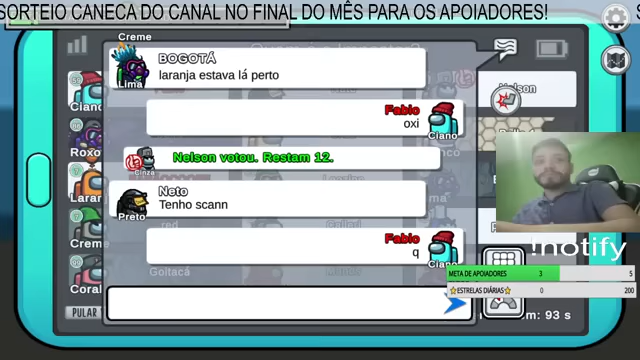 SORTEIO CANECA DO CANAL NO FINAL DO MÊS PARA OS APOIADORES!
Creme
BOGOTÁ
laranja estava lá perto
Lima
Fabio
oxi
Ciano
Nelson votou. Restam 12.
Cinza
Neto
Tenho scann
Preto
Fabio
q
Ciano
Nelson
Ciano
Roxo
Laran
Creme
Coral
Goitacá
PULAR
m: 93 s
!notify
META DE APOIADORES 3 5
⭐ESTRELAS DIÁRIAS⭐ 0 200